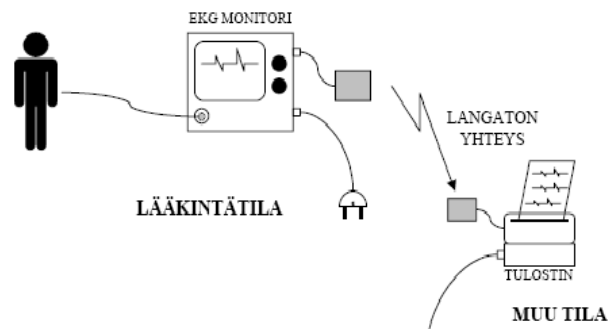 EKG MONITORI
LANGATON
YHTEYS
LÄÄKINTÄTILA
TULOSTIN
MUU TILA